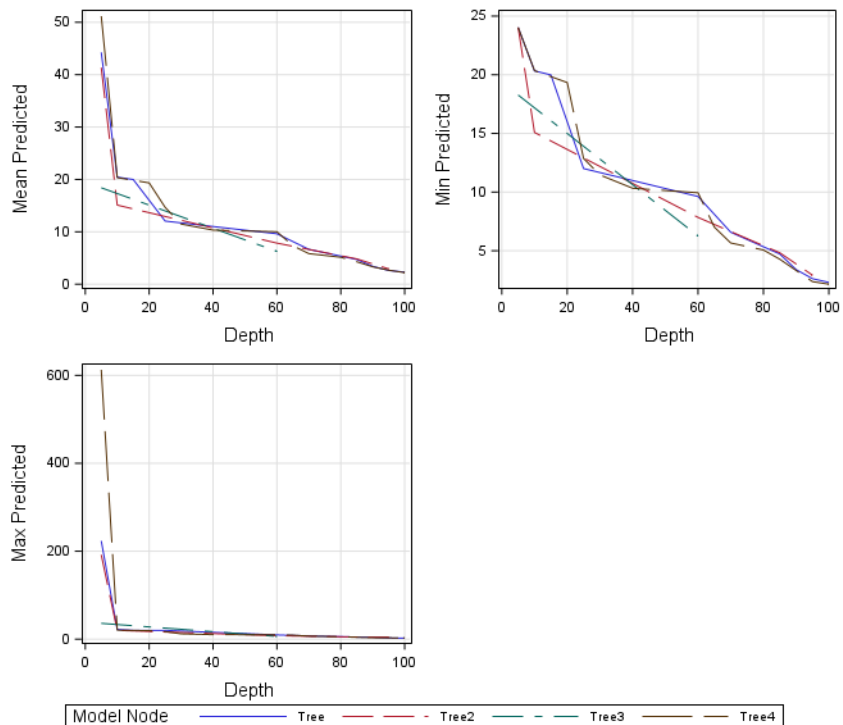 Mean Predicted
50
40
30
20
10
0
0 20 40 60 80 100
Depth
Min Predicted
25
20
15
10
5
0 20 40 60 80 100
Depth
Max Predicted
600
400
200
0
0 20 40 60 80 100
Depth
Model Node Tree Tree2 Tree3 Tree4